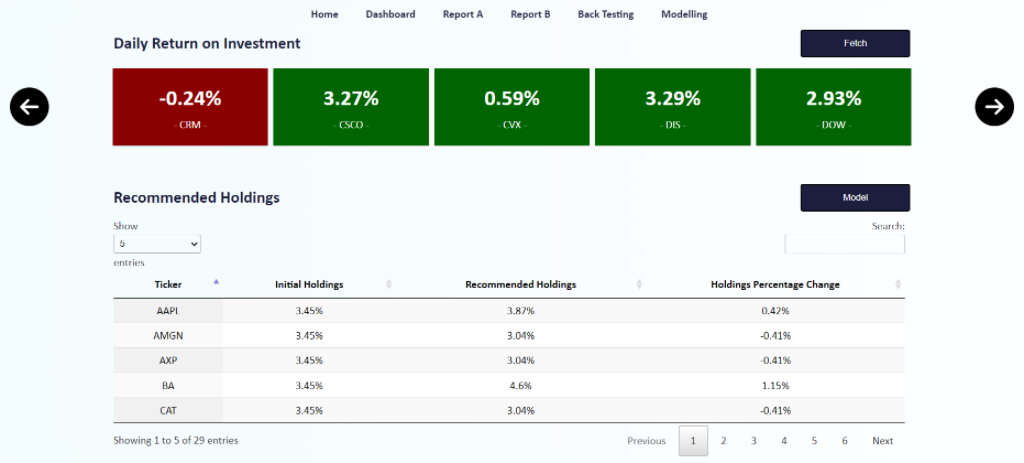 Home Dashboard Report A Report B Back Testing Modelling
Daily Return on Investment Fetch
-0.24% 3.27% 0.59% 3.29% 2.93%
- CRM - - CSCO - - CVX - - DIS - - DOW -
Recommended Holdings Model
Show Search:
5
entries
Ticker Initial Holdings Recommended Holdings Holdings Percentage Change
AAPL 3.45% 3.87% 0.42%
AMGN 3.45% 3.04% -0.41%
AXP 3.45% 3.04% -0.41%
BA 3.45% 4.6% 1.15%
CAT 3.45% 3.04% -0.41%
Showing 1 to 5 of 29 entries Previous 1 2 3 4 5 6 Next